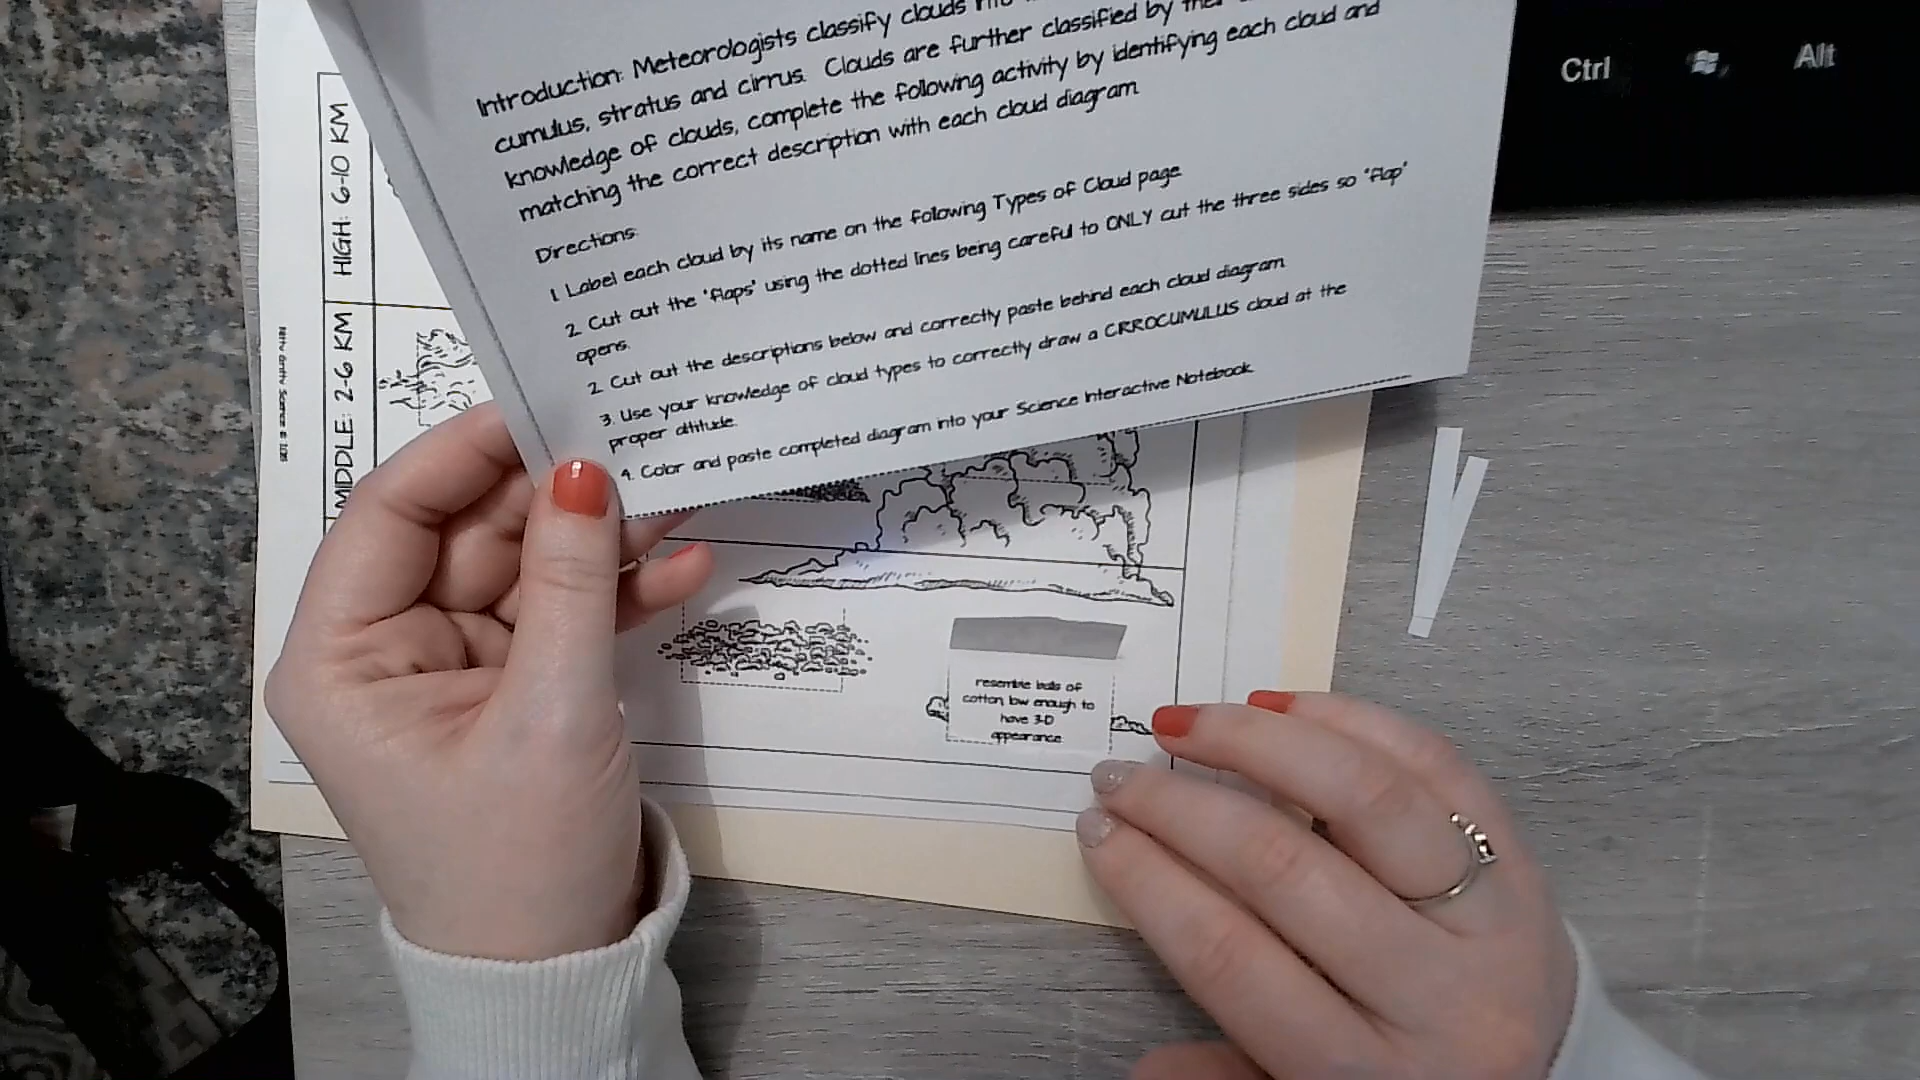 Introduction: Meteorologists classify clouds
cumulus, stratus and cirrus. Clouds are further classified by
knowledge of clouds, complete the following activity by identifying each cloud and
matching the correct description with each cloud diagram
Directions:
1. Label each cloud by its name on the following Types of Cloud page
2. Cut out the "flaps" using the dotted lines being careful to ONLY cut the three sides so "flap"
opens.
2. Cut out the descriptions below and correctly paste behind each cloud diagram
3. Use your knowledge of cloud types to correctly draw a CIRROCUMULUS cloud at the
proper altitude.
4. Color and paste completed diagram into your Science Interactive Notebook
HIGH: 6-10 KM
MIDDLE: 2-6 KM
Nitty Gritty Science
resemble balls of
cotton, low enough to
have 3-D
appearance
Ctrl
Alt